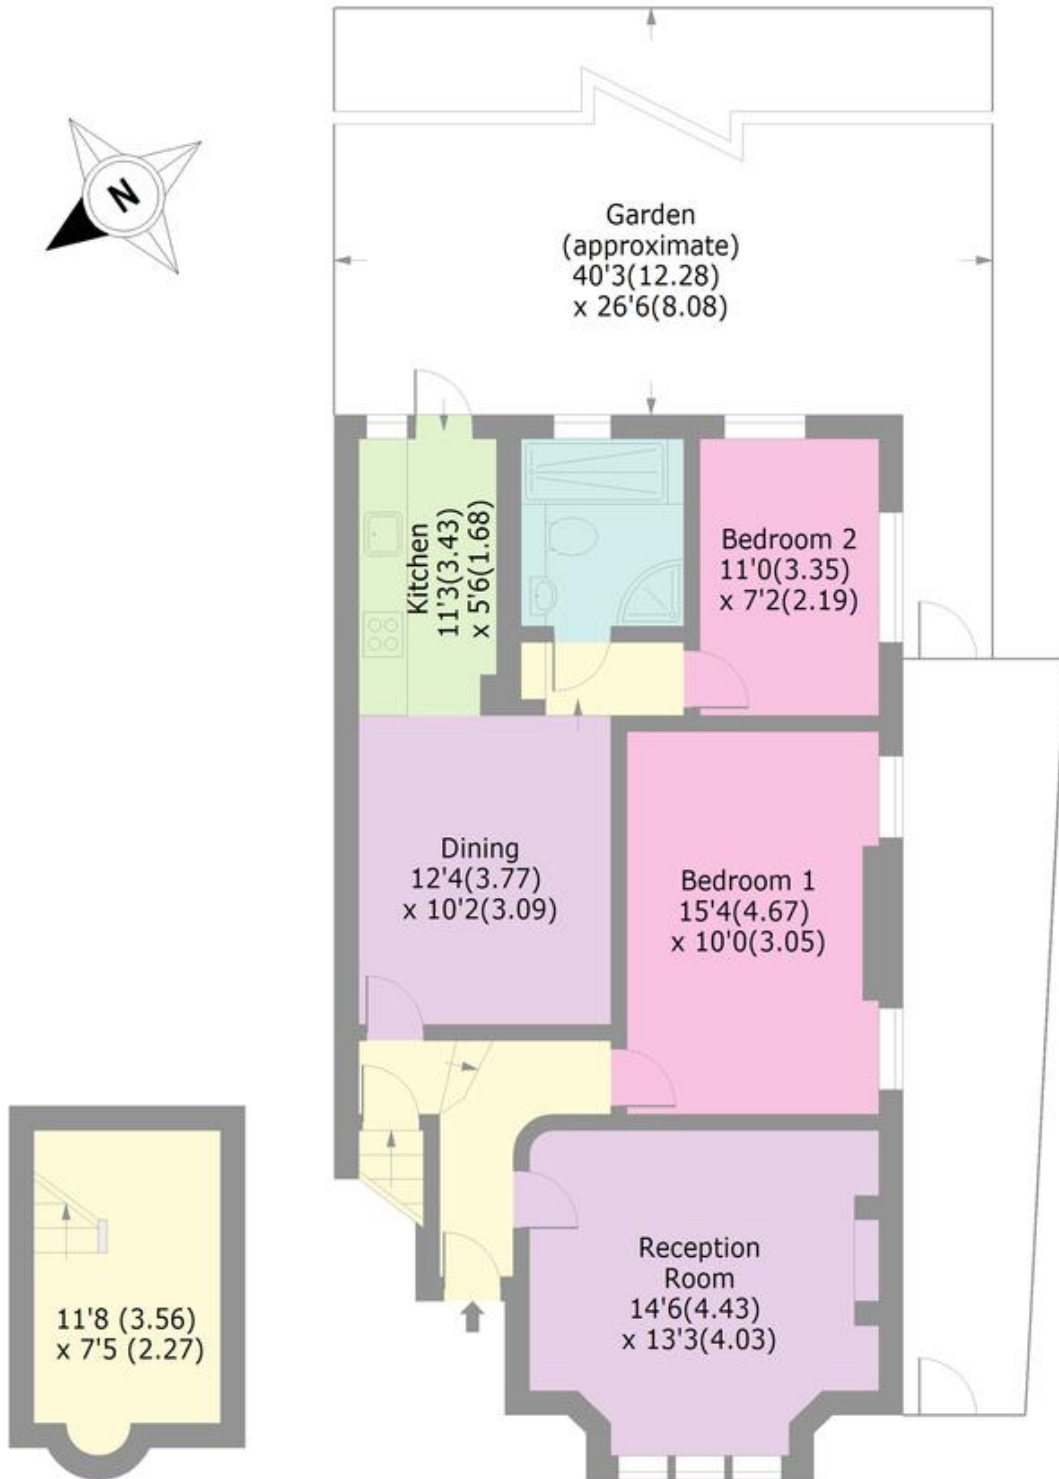 N
Garden
(approximate)
40'3(12.28)
x 26'6(8.08)
Kitchen
11'3(3.43)
x 5'6(1.68)
Bedroom 2
11'0(3.35)
x 7'2(2.19)
Dining
12'4(3.77)
x 10'2(3.09)
Bedroom 1
15'4(4.67)
x 10'0(3.05)
Reception
Room
14'6(4.43)
x 13'3(4.03)
11'8 (3.56)
x 7'5 (2.27)